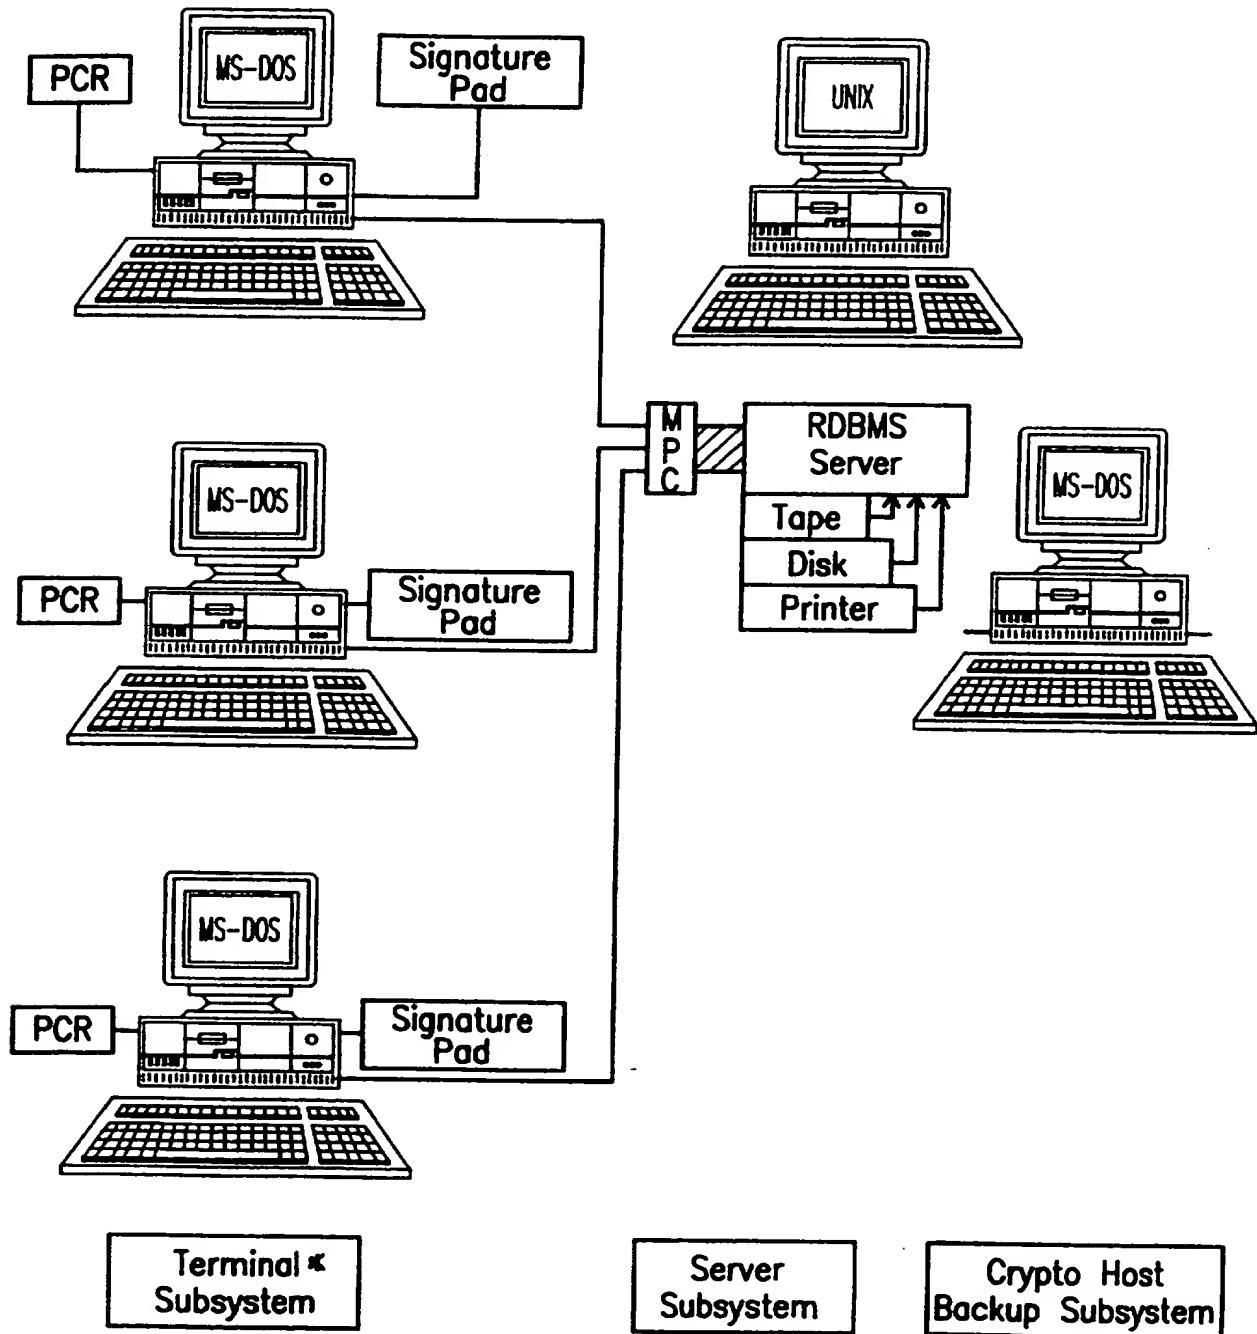 PCR
MS-DOS
Signature
Pad
UNIX
M
P
C
RDBMS
Server
Tape
Disk
Printer
MS-DOS
PCR
MS-DOS
Signature
Pad
PCR
MS-DOS
Signature
Pad
Terminal *
Subsystem
Server
Subsystem
Crypto Host
Backup Subsystem